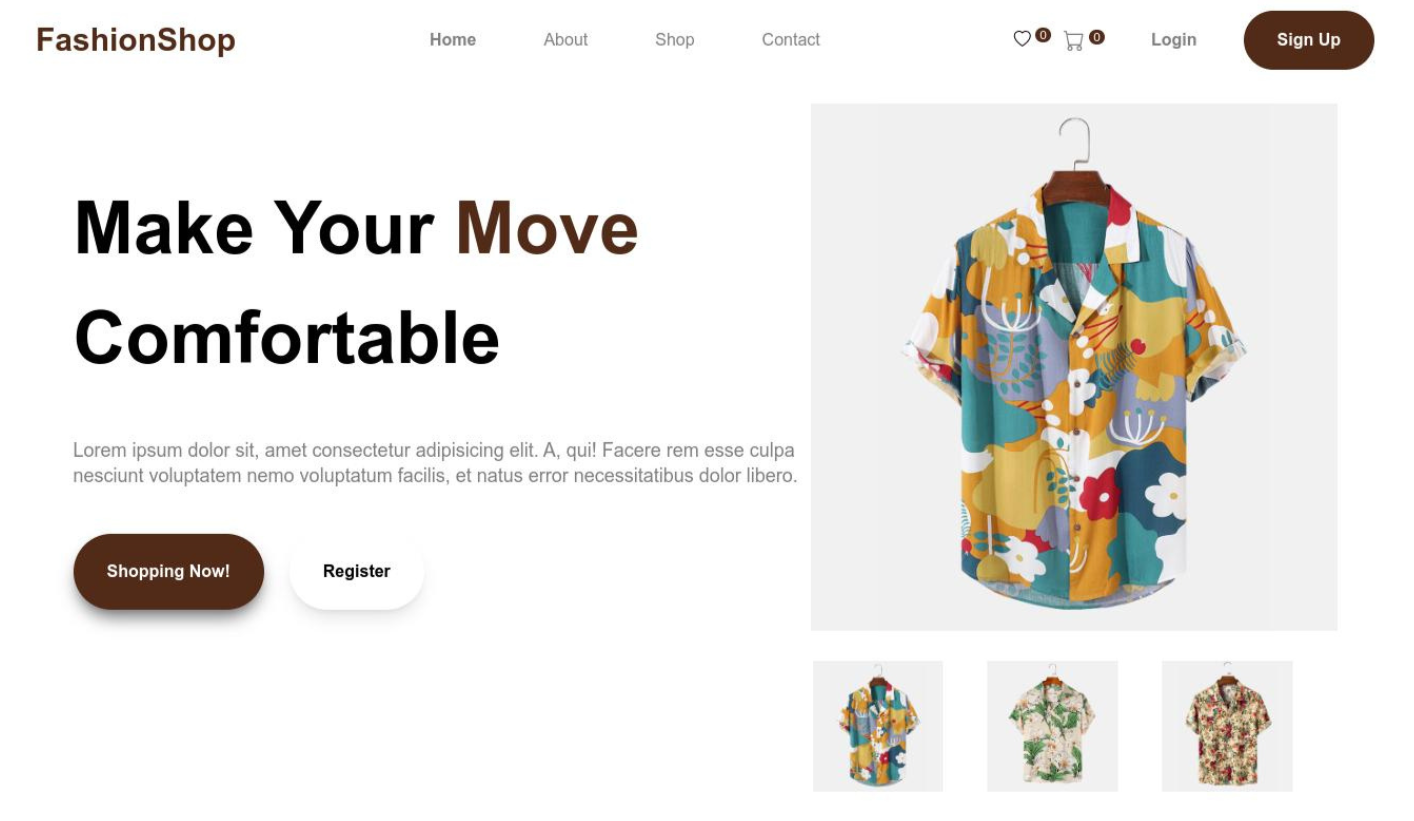 FashionShop
Home
About
Shop
Contact
0
0
Login
Sign Up
Make Your Move
Comfortable
Lorem ipsum dolor sit, amet consectetur adipisicing elit. A, qui! Facere rem esse culpa
nesciunt voluptatem nemo voluptatum facilis, et natus error necessitatibus dolor libero.
Shopping Now!
Register